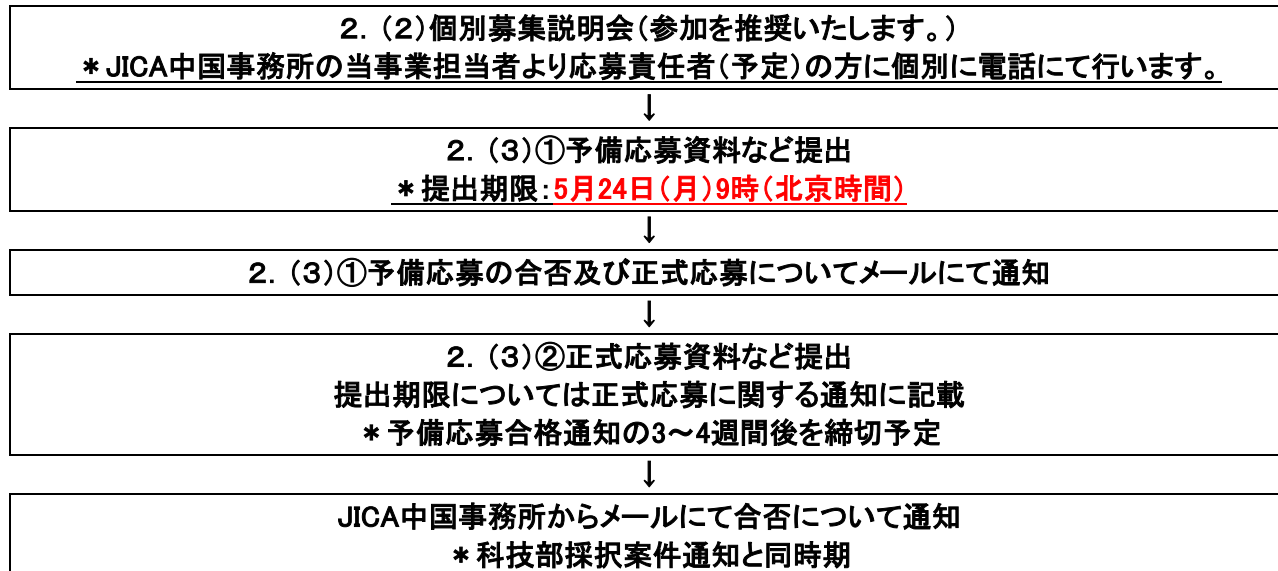 ２．（２）個別募集説明会（参加を推奨いたします。）
＊JICA中国事務所の当事業担当者より応募責任者（予定）の方に個別に電話にて行います。
↓
２．（３）①予備応募資料など提出
＊提出期限：5月24日（月）9時（北京時間）
↓
２．（３）①予備応募の合否及び正式応募についてメールにて通知
↓
２．（３）②正式応募資料など提出
提出期限については正式応募に関する通知に記載
＊予備応募合格通知の3～4週間後を締切予定
↓
JICA中国事務所からメールにて合否について通知
＊科技部採択案件通知と同時期